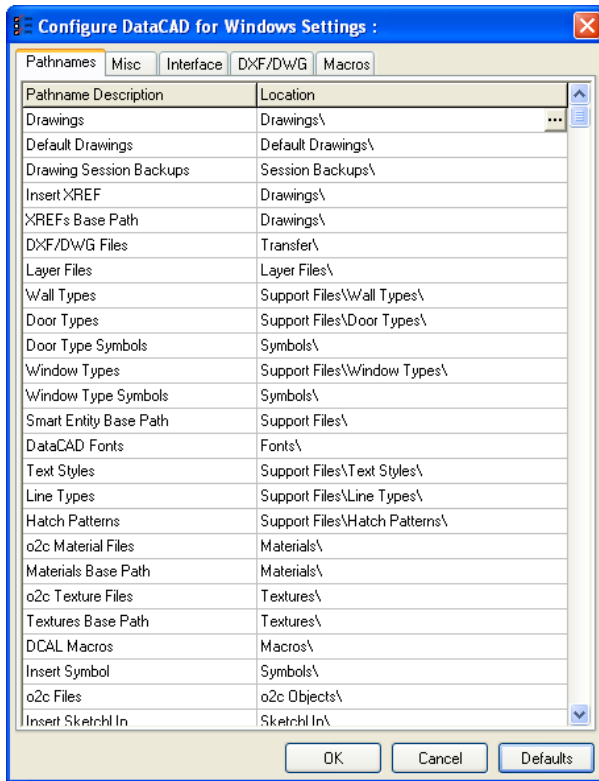 Configure DataCAD for Windows Settings :
Pathnames Misc Interface DXF/DWG Macros
Pathname Description Location
Drawings Drawings\ ...
Default Drawings Default Drawings\
Drawing Session Backups Session Backups\
Insert XREF Drawings\
XREFs Base Path Drawings\
DXF/DWG Files Transfer\
Layer Files Layer Files\
Wall Types Support Files\Wall Types\
Door Types Support Files\Door Types\
Door Type Symbols Symbols\
Window Types Support Files\Window Types\
Window Type Symbols Symbols\
Smart Entity Base Path Support Files\
DataCAD Fonts Fonts\
Text Styles Support Files\Text Styles\
Line Types Support Files\Line Types\
Hatch Patterns Support Files\Hatch Patterns\
o2c Material Files Materials\
Materials Base Path Materials\
o2c Texture Files Textures\
Textures Base Path Textures\
DCAL Macros Macros\
Insert Symbol Symbols\
o2c Files o2c Objects\
Insert SketchUp SketchUp\
OK Cancel Defaults